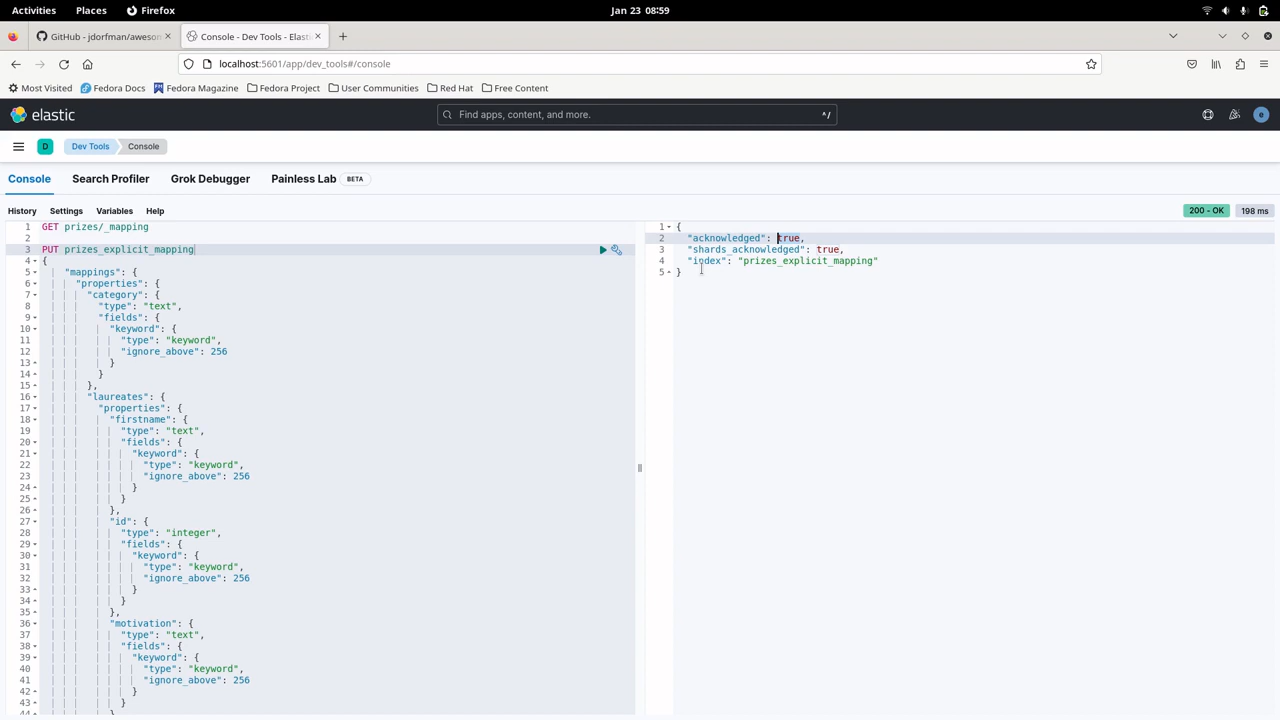 Activities Places Firefox Jan 23 08:59
GitHub - jdorfman/aweson Console - Dev Tools - Elasti
localhost:5601/app/dev_tools#/console
Most Visited Fedora Docs Fedora Magazine Fedora Project User Communities Red Hat Free Content
elastic Find apps, content, and more. ^/ e
D Dev Tools Console
Console Search Profiler Grok Debugger Painless Lab BETA
History Settings Variables Help 200 - OK 198 ms
1 GET prizes/_mapping
2
3 PUT prizes_explicit_mapping
4 {
5 "mappings": {
6 "properties": {
7 "category": {
8 "type": "text",
9 "fields": {
10 "keyword": {
11 "type": "keyword",
12 "ignore_above": 256
13 }
14 }
15 },
16 "laureates": {
17 "properties": {
18 "firstname": {
19 "type": "text",
20 "fields": {
21 "keyword": {
22 "type": "keyword",
23 "ignore_above": 256
24 }
25 }
26 },
27 "id": {
28 "type": "integer",
29 "fields": {
30 "keyword": {
31 "type": "keyword",
32 "ignore_above": 256
33 }
34 }
35 },
36 "motivation": {
37 "type": "text",
38 "fields": {
39 "keyword": {
40 "type": "keyword",
41 "ignore_above": 256
42 }
43 }
44 }
1 {
2 "acknowledged": true,
3 "shards_acknowledged": true,
4 "index": "prizes_explicit_mapping"
5 }